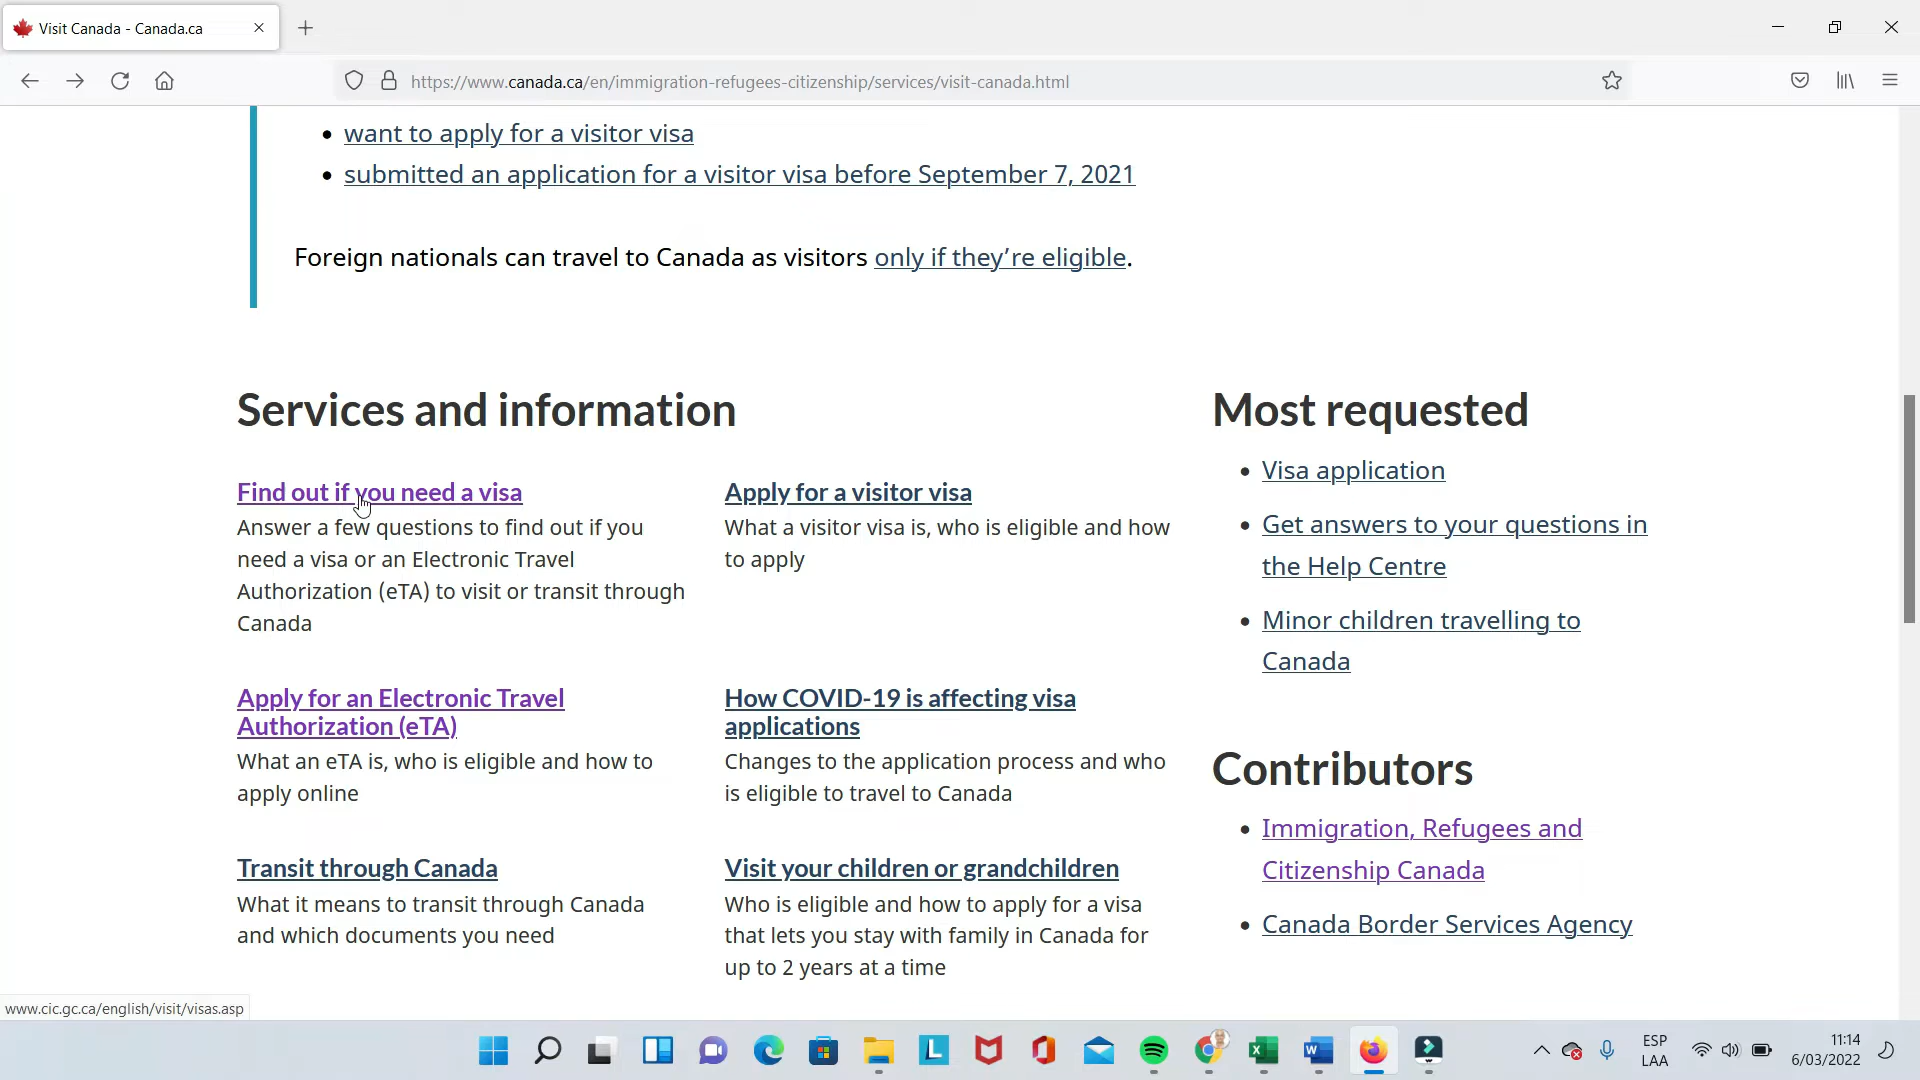 Visit Canada - Canada.ca
https://www.canada.ca/en/immigration-refugees-citizenship/services/visit-canada.html
want to apply for a visitor visa
submitted an application for a visitor visa before September 7, 2021
Foreign nationals can travel to Canada as visitors only if they’re eligible.
Services and information
Find out if you need a visa
Answer a few questions to find out if you
need a visa or an Electronic Travel
Authorization (eTA) to visit or transit through
Canada
Apply for a visitor visa
What a visitor visa is, who is eligible and how
to apply
Apply for an Electronic Travel
Authorization (eTA)
What an eTA is, who is eligible and how to
apply online
How COVID-19 is affecting visa
applications
Changes to the application process and who
is eligible to travel to Canada
Transit through Canada
What it means to transit through Canada
and which documents you need
Visit your children or grandchildren
Who is eligible and how to apply for a visa
that lets you stay with family in Canada for
up to 2 years at a time
Most requested
Visa application
Get answers to your questions in
the Help Centre
Minor children travelling to
Canada
Contributors
Immigration, Refugees and
Citizenship Canada
Canada Border Services Agency
www.cic.gc.ca/english/visit/visas.asp
L
X
W
ESP
LAA
11:14
6/03/2022